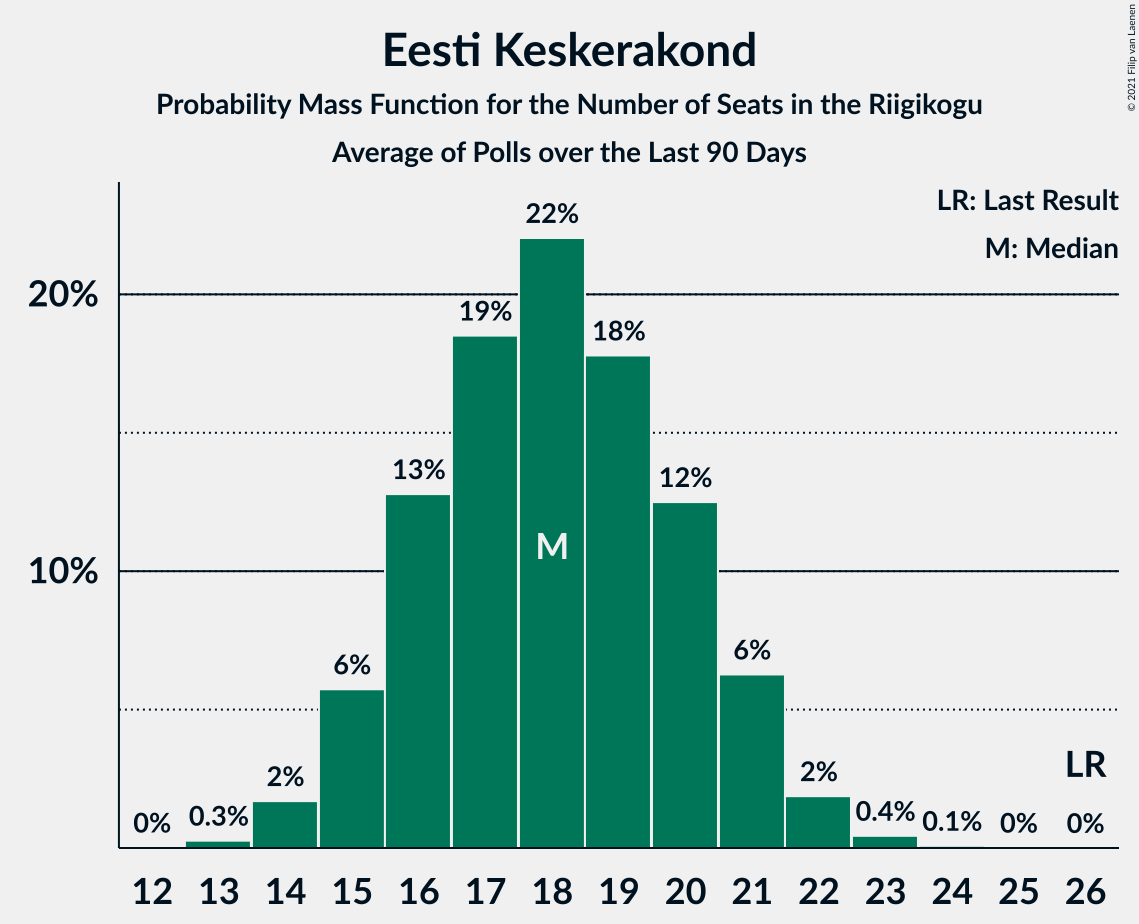 Eesti Keskerakond
Probability Mass Function for the Number of Seats in the Riigikogu
Average of Polls over the Last 90 Days
© 2021 Filip van Laenen
LR: Last Result
M: Median
20%
10%
0%
0.3%
2%
6%
13%
19%
22%
18%
12%
6%
2%
0.4%
0.1%
0%
0%
M
LR
12 13 14 15 16 17 18 19 20 21 22 23 24 25 26